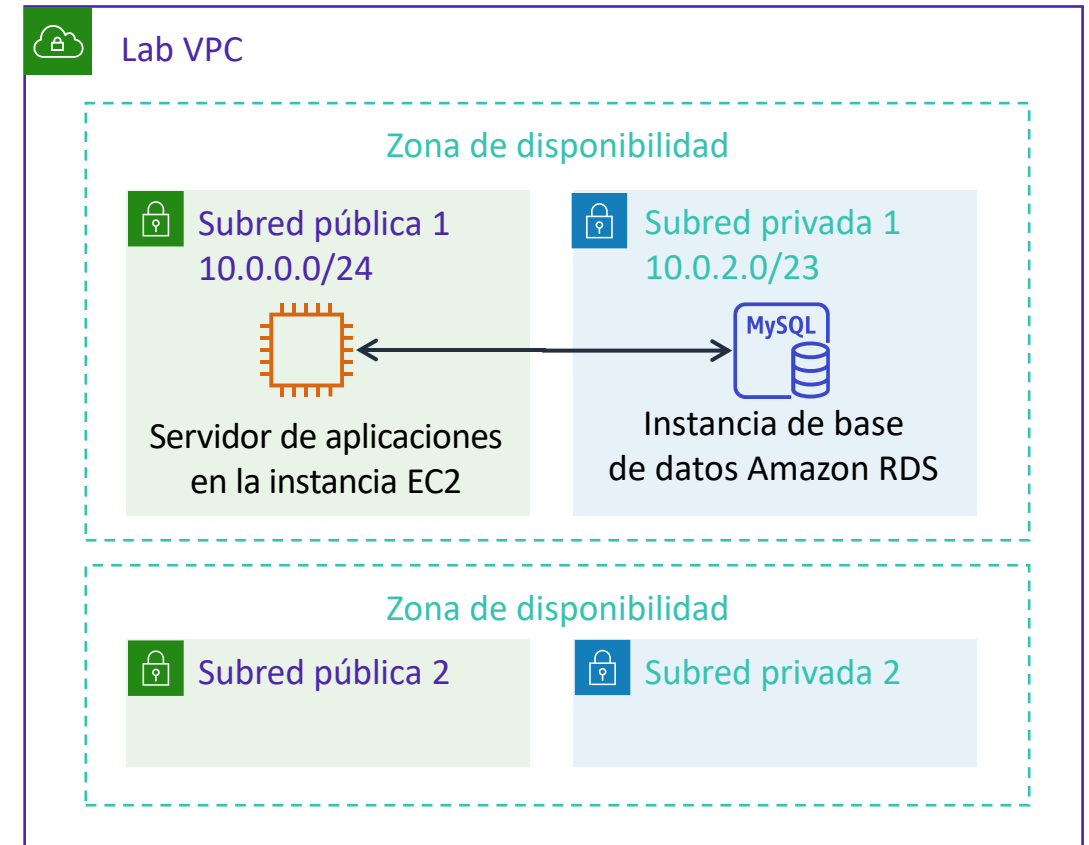 Lab VPC
Zona de disponibilidad
Subred pública 1
10.0.0.0/24
Subred privada 1
10.0.2.0/23
MySQL
Servidor de aplicaciones
en la instancia EC2
Instancia de base
de datos Amazon RDS
Zona de disponibilidad
Subred pública 2
Subred privada 2